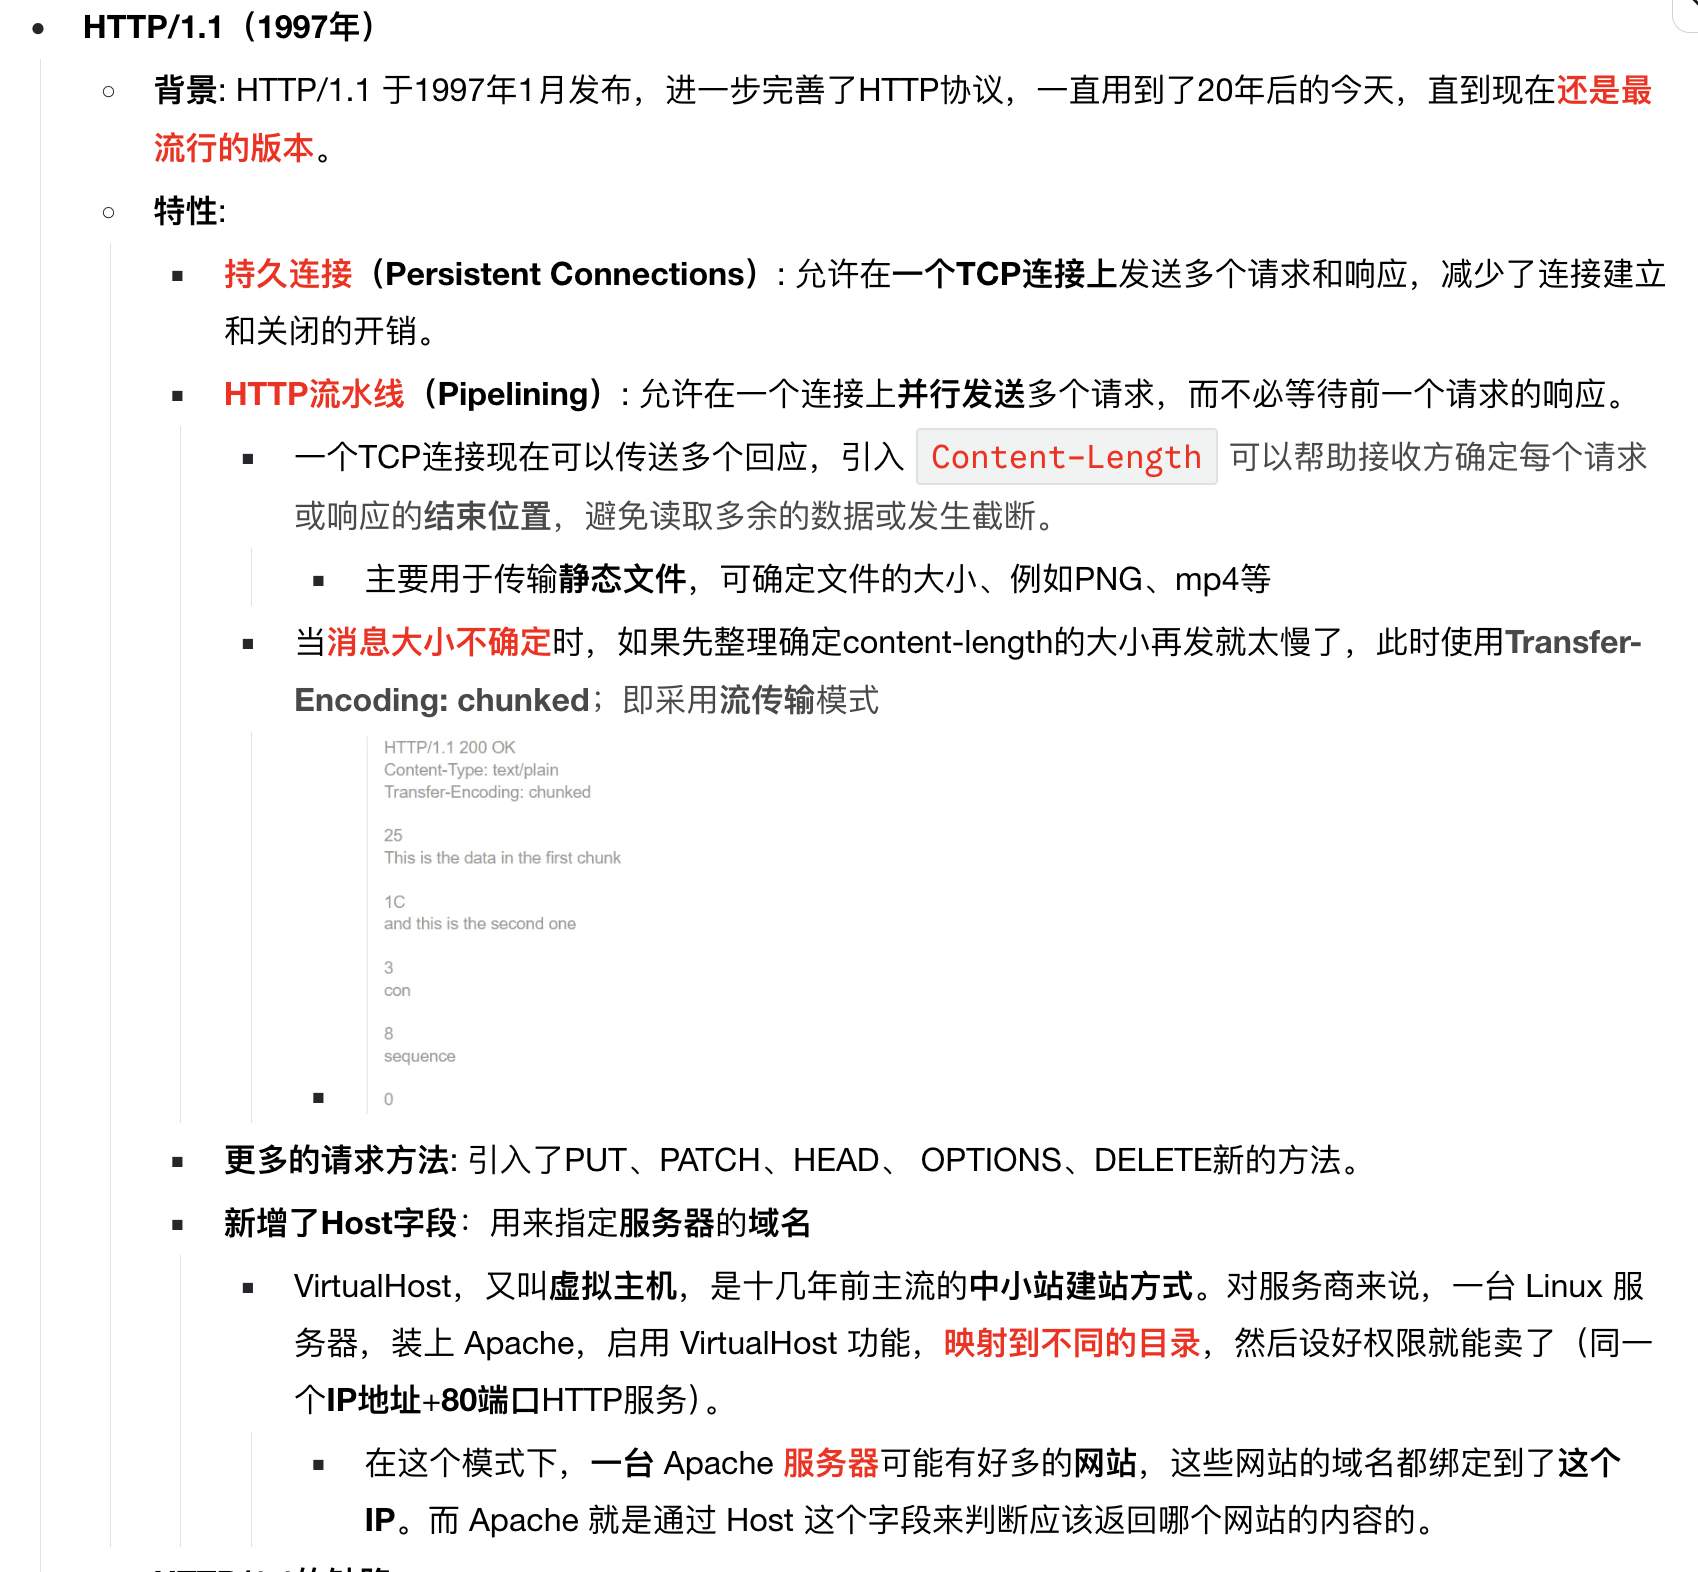 HTTP/1.1（1997年）
背景: HTTP/1.1 于1997年1月发布，进一步完善了HTTP协议，一直用到了20年后的今天，直到现在还是最
流行的版本。
特性:
持久连接（Persistent Connections）: 允许在一个TCP连接上发送多个请求和响应，减少了连接建立
和关闭的开销。
HTTP流水线（Pipelining）: 允许在一个连接上并行发送多个请求，而不必等待前一个请求的响应。
一个TCP连接现在可以传送多个回应，引入 Content-Length 可以帮助接收方确定每个请求
或响应的结束位置，避免读取多余的数据或发生截断。
主要用于传输静态文件，可确定文件的大小、例如PNG、mp4等
当消息大小不确定时，如果先整理确定content-length的大小再发就太慢了，此时使用Transfer-
Encoding: chunked；即采用流传输模式
HTTP/1.1 200 OK
Content-Type: text/plain
Transfer-Encoding: chunked
25
This is the data in the first chunk
1C
and this is the second one
3
con
8
sequence
0
更多的请求方法: 引入了PUT、PATCH、HEAD、 OPTIONS、DELETE新的方法。
新增了Host字段：用来指定服务器的域名
VirtualHost，又叫虚拟主机，是十几年前主流的中小站建站方式。对服务商来说，一台 Linux 服
务器，装上 Apache，启用 VirtualHost 功能，映射到不同的目录，然后设好权限就能卖了（同一
个IP地址+80端口HTTP服务）。
在这个模式下，一台 Apache 服务器可能有好多的网站，这些网站的域名都绑定到了这个
IP。而 Apache 就是通过 Host 这个字段来判断应该返回哪个网站的内容的。